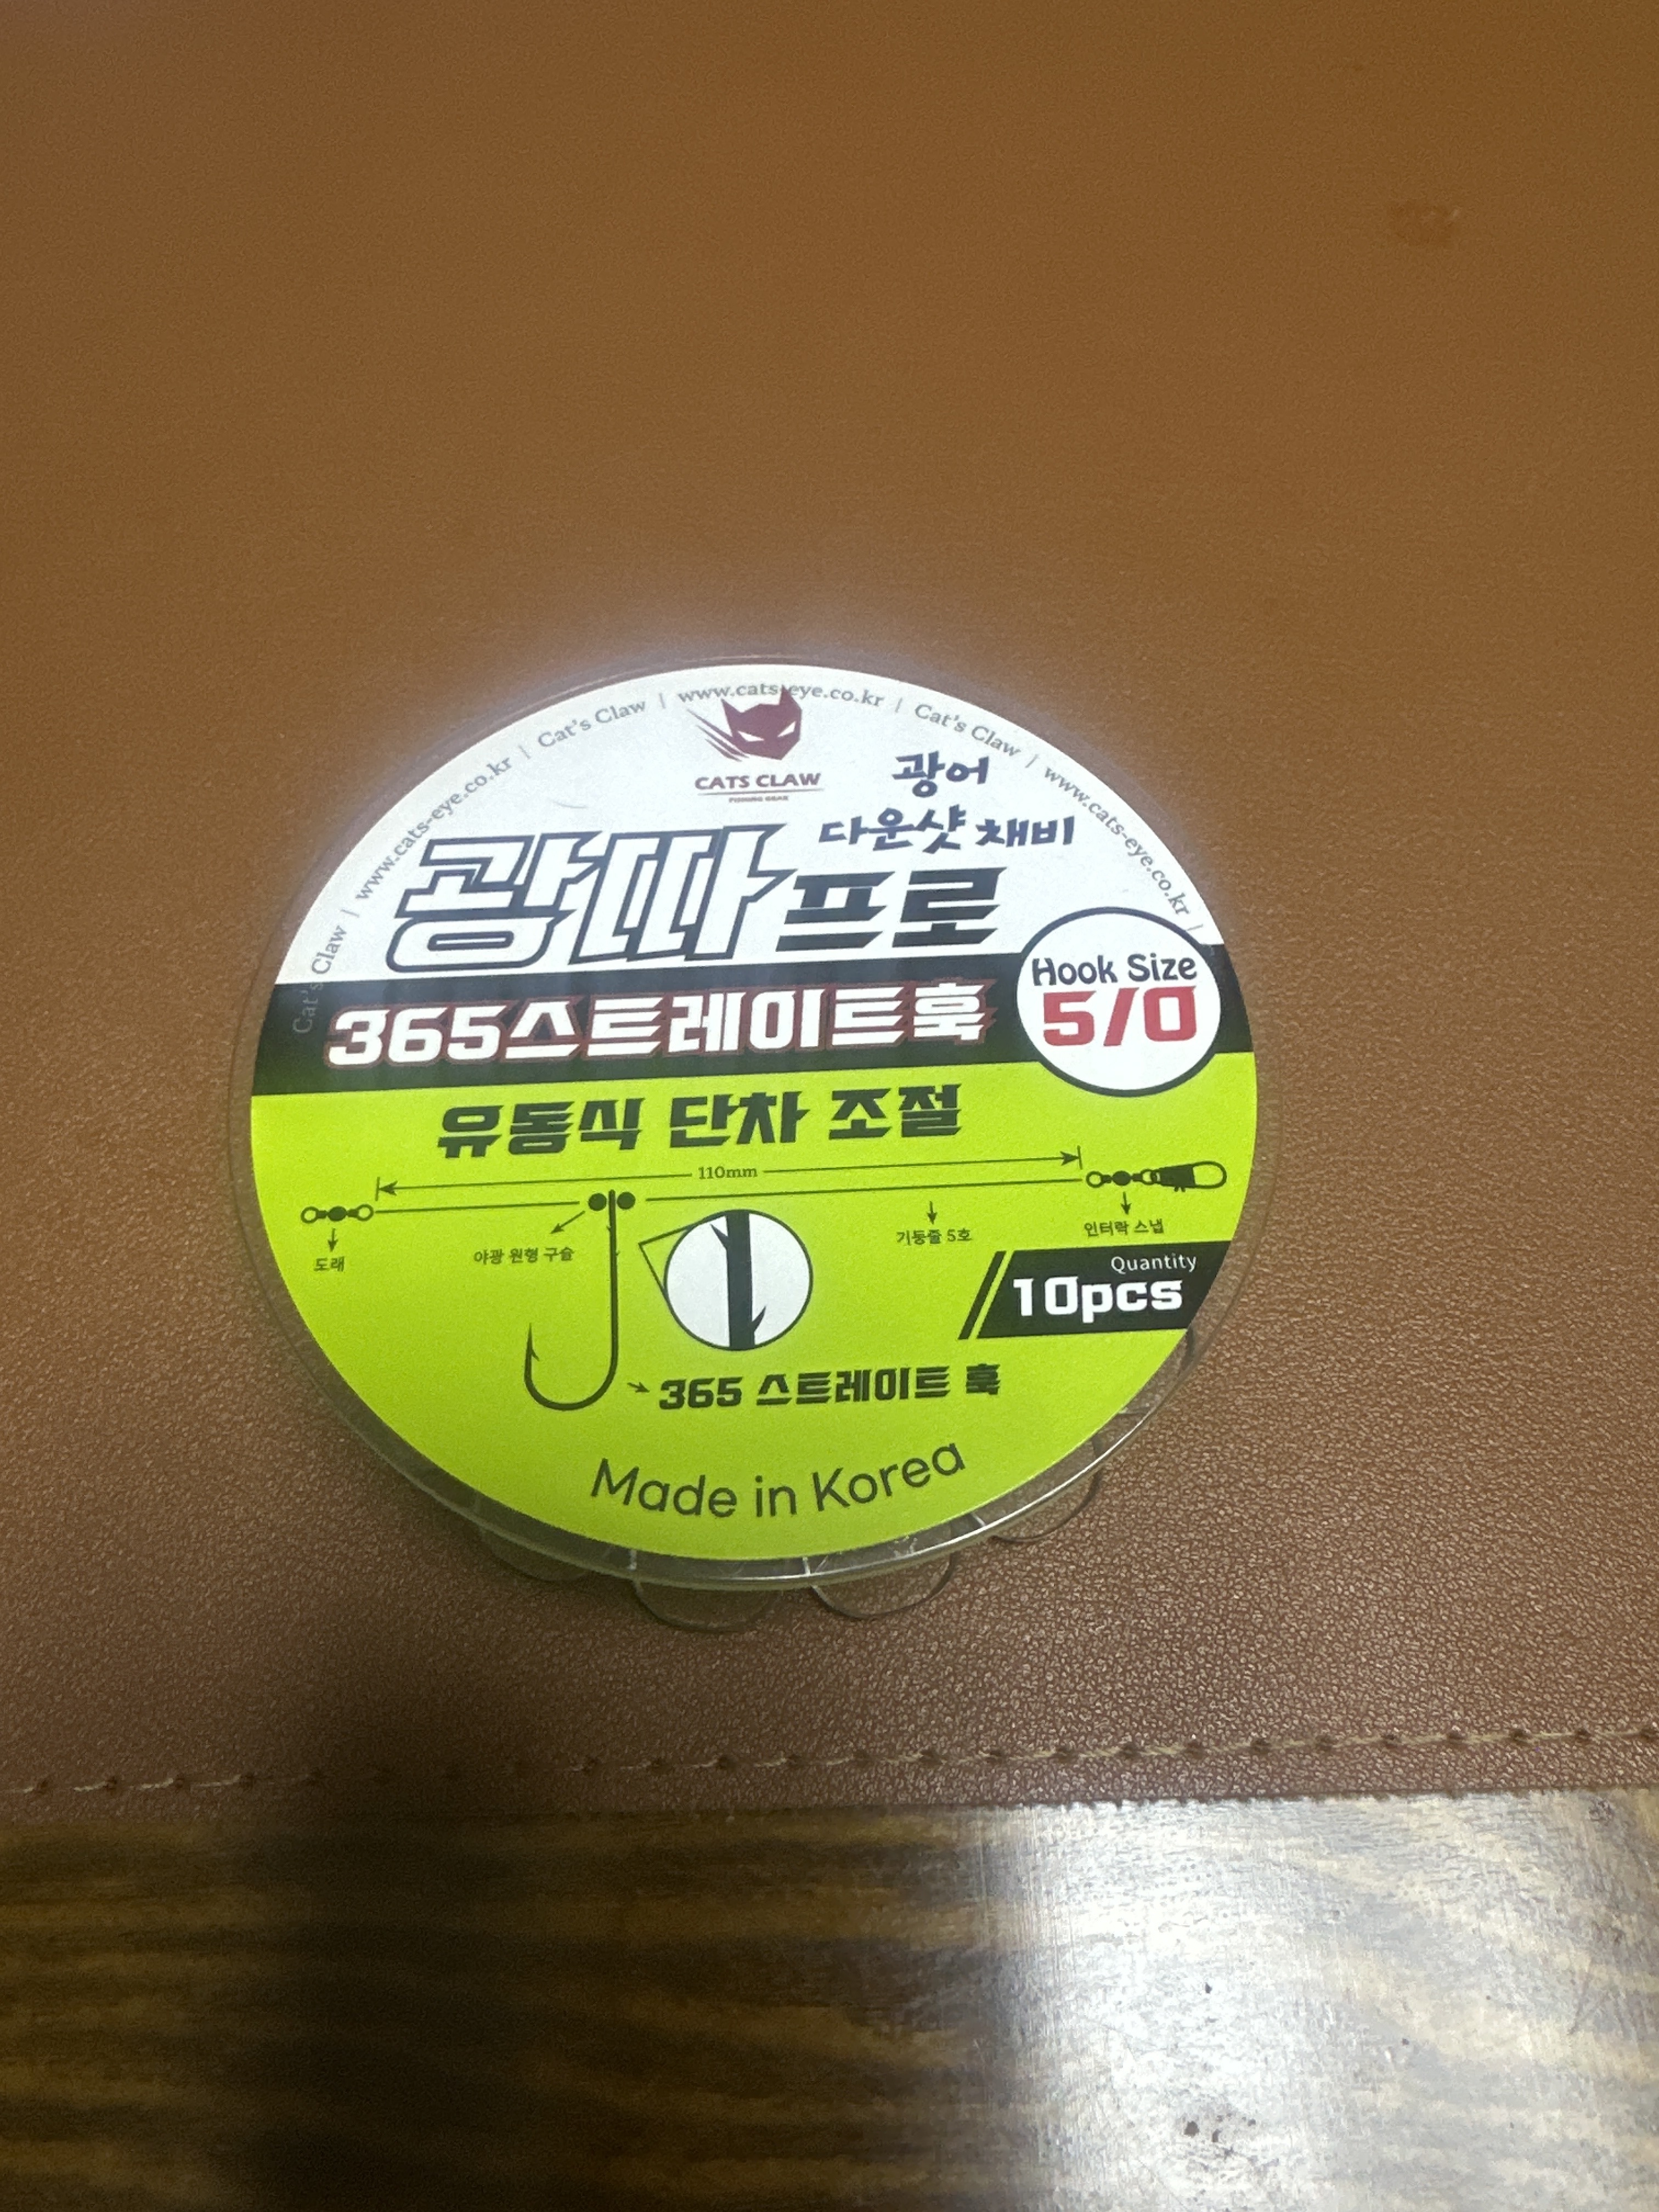 Cat's Claw | www.cats-eye.co.kr | Cat's Claw | www.cats-eye.co.kr | Cat's Claw | www.cats-eye.co.kr |
CATS CLAW
FISHING GEAR
광어
다운샷 채비
광따프로
365스트레이트훅
Hook Size
5/0
유동식 단차 조절
110mm
도래
야광 원형 구슬
기둥줄 5호
인터락 스냅
Quantity
10pcs
365 스트레이트 훅
Made in Korea